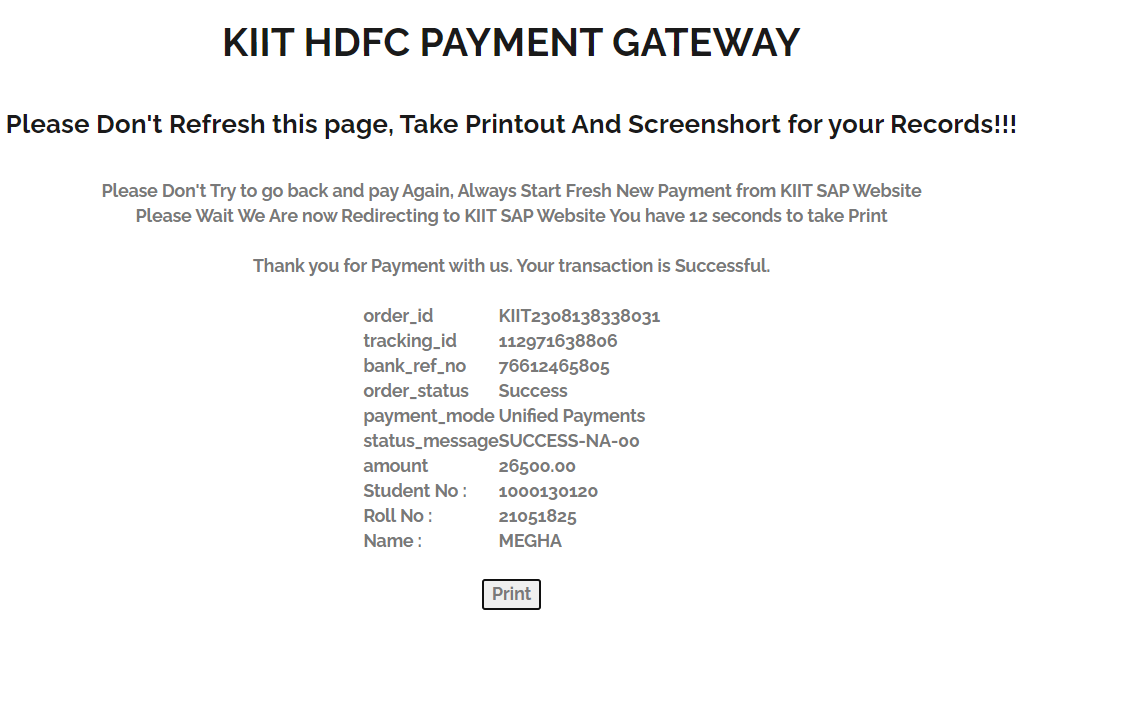 KIIT HDFC PAYMENT GATEWAY
Please Don't Refresh this page, Take Printout And Screenshort for your Records!!!
Please Don't Try to go back and pay Again, Always Start Fresh New Payment from KIIT SAP Website
Please Wait We Are now Redirecting to KIIT SAP Website You have 12 seconds to take Print
Thank you for Payment with us. Your transaction is Successful.
order_id KIIT2308138338031
tracking_id 112971638806
bank_ref_no 76612465805
order_status Success
payment_mode Unified Payments
status_message SUCCESS-NA-00
amount 26500.00
Student No : 1000130120
Roll No : 21051825
Name : MEGHA
Print